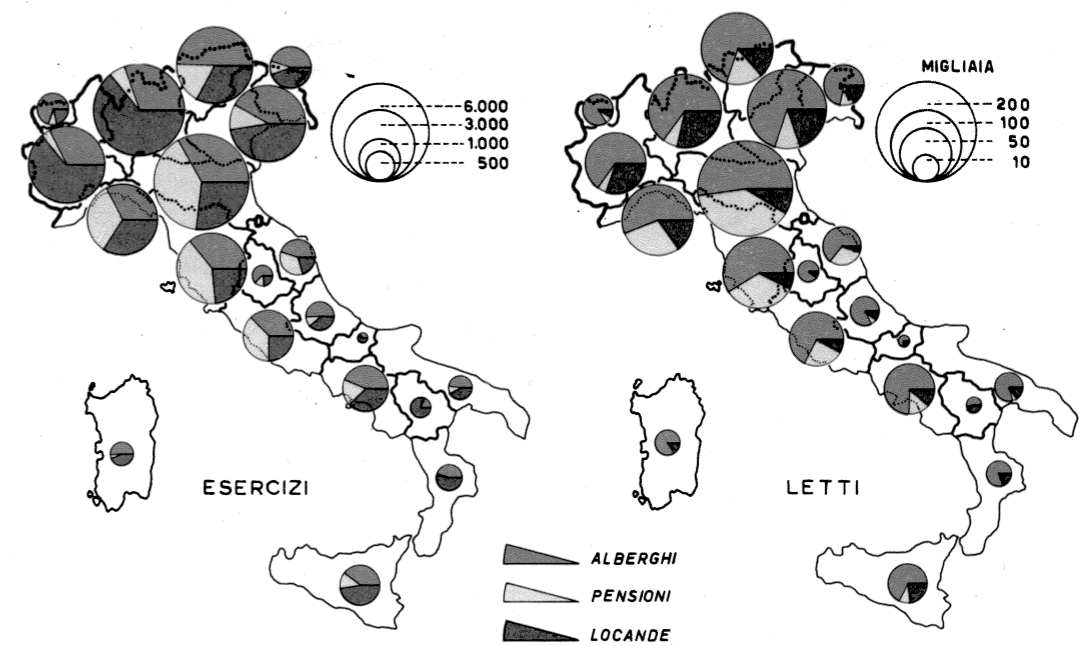 MIGLIAIA
6.000
3.000
1.000
500
200
100
50
10
ESERCIZI
LETTI
ALBERGHI
PENSIONI
LOCANDE